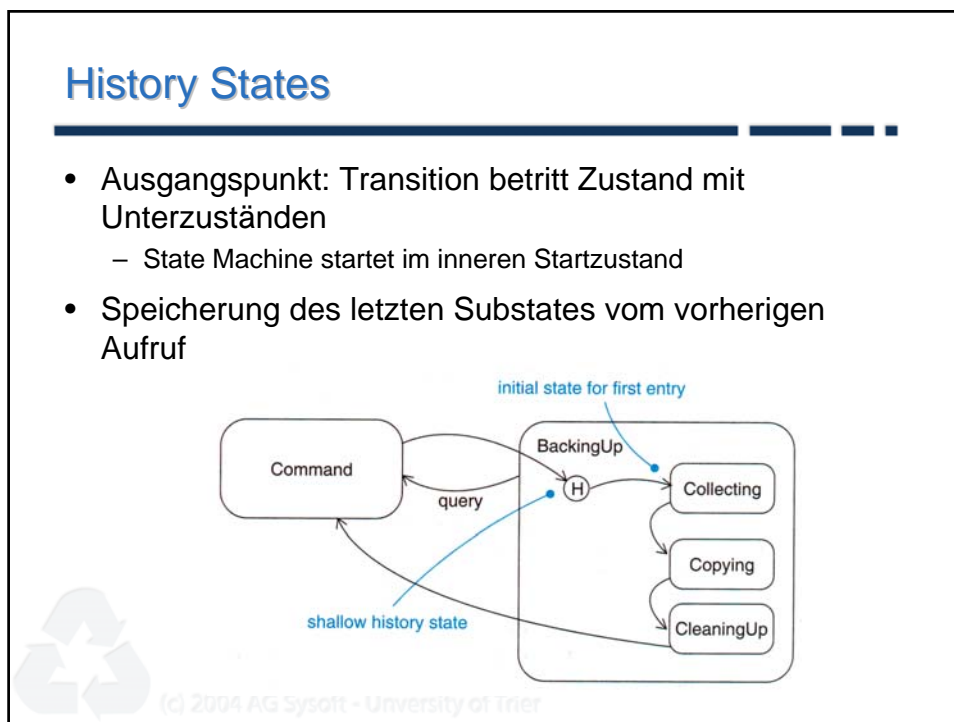 History States
• Ausgangspunkt: Transition betritt Zustand mit
Unterzuständen
– State Machine startet im inneren Startzustand
• Speicherung des letzten Substates vom vorherigen
Aufruf
initial state for first entry
BackingUp
Command
H
Collecting
query
Copying
shallow history state
CleaningUp
(c) 2004 AG Sysoft - Unversity of Trier